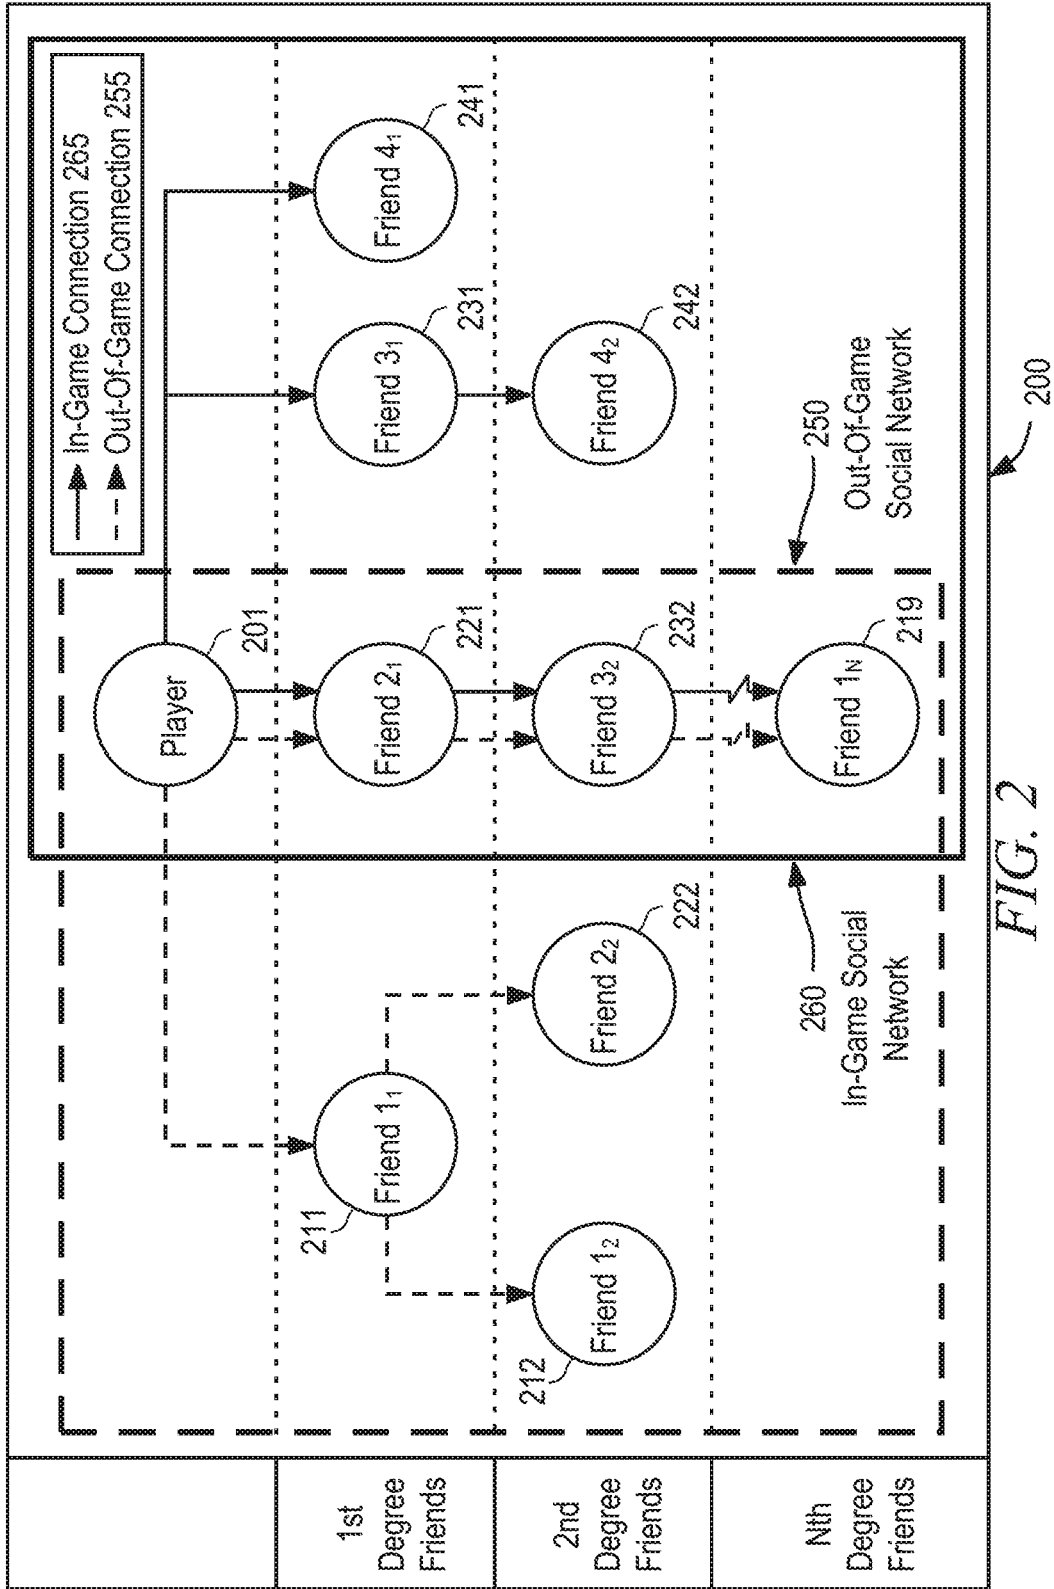 In-Game Connection 265
Out-Of-Game Connection 255
Player
201
1st
Degree
Friends
211
Friend 1₁
Friend 2₁
221
Friend 3₁
231
Friend 4₁
241
2nd
Degree
Friends
212
Friend 1₂
Friend 2₂
222
Friend 3₂
232
Friend 4₂
242
Nth
Degree
Friends
260
In-Game Social
Network
Friend 1N
219
250
Out-Of-Game
Social Network
200
FIG. 2